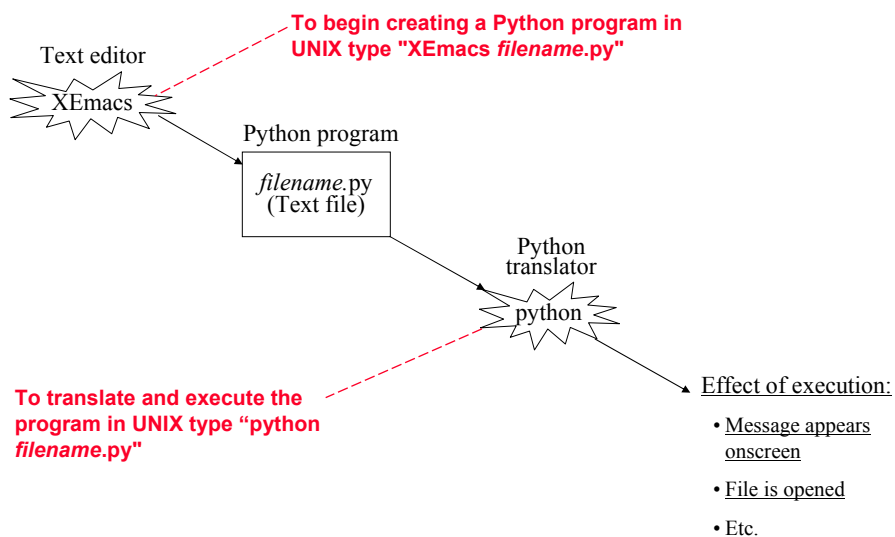 To begin creating a Python program in
UNIX type "XEmacs filename.py"
Text editor
XEmacs
Python program
filename.py
(Text file)
Python
translator
python
To translate and execute the
program in UNIX type “python
filename.py"
Effect of execution:
• Message appears
onscreen
• File is opened
• Etc.